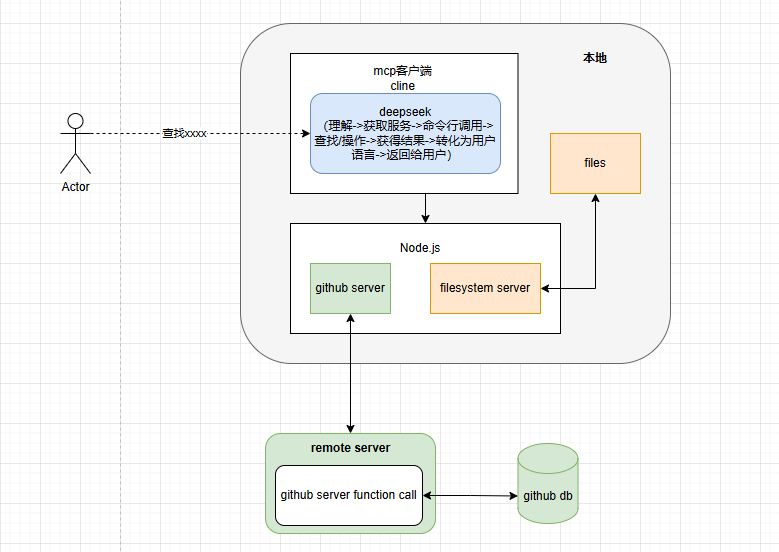 本地
mcp客户端
cline
deepseek
（理解->获取服务->命令行调用->
查找/操作->获得结果->转化为用户
语言->返回给用户）
查找xxxx
Actor
files
Node.js
github server
filesystem server
remote server
github server function call
github db